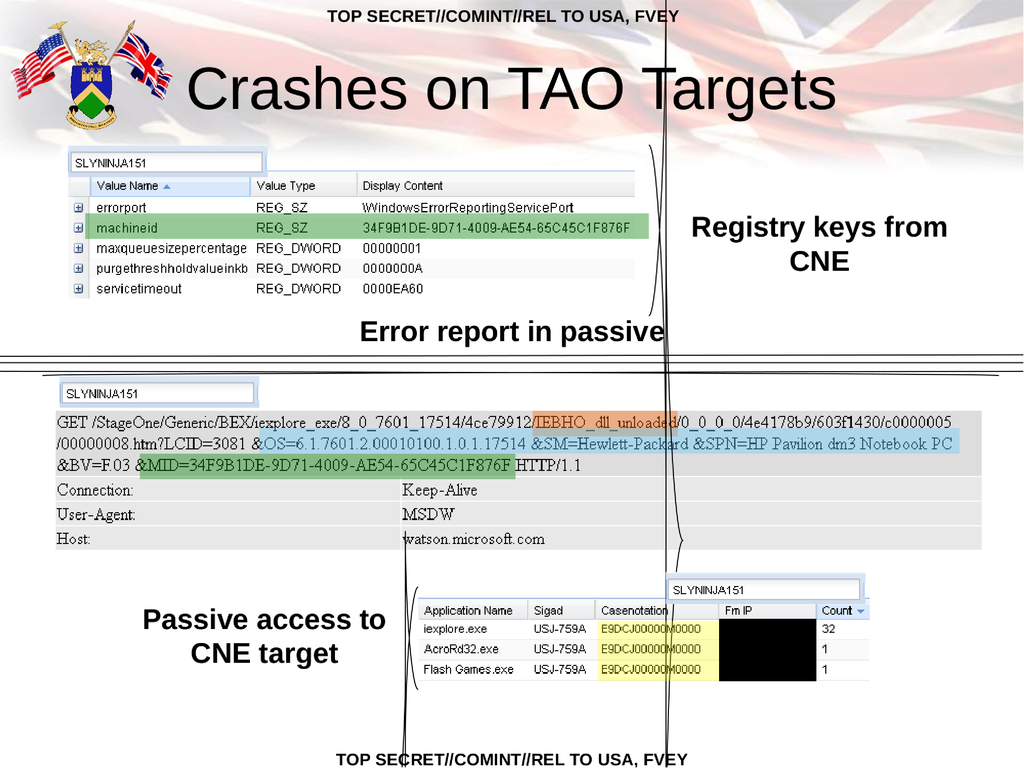 TOP SECRET//COMINT//REL TO USA, FVEY
Crashes on TAO Targets
SLYNINJA151
Value Name Value Type Display Content
errorport REG_SZ \WindowsErrorReportingServicePort
machineid REG_SZ 34F9B1DE-9D71-4009-AE54-65C45C1F876F
maxqueuesizepercentage REG_DWORD 00000001
purgethreshholdvalueinkb REG_DWORD 0000000A
servicetimeout REG_DWORD 0000EA60
Registry keys from
CNE
Error report in passive
SLYNINJA151
GET /StageOne/Generic/BEX/iexplore_exe/8_0_7601_17514/4ce79912/IEBHO_dll_unloaded/0_0_0_0/4e4178b9/603f1430/c0000005
/00000008.htm?LCID=3081 &OS=6.1.7601.2.00010100.1.0.1.17514 &SM=Hewlett-Packard &SPN=HP Pavilion dm3 Notebook PC
&BV=F.03 &MID=34F9B1DE-9D71-4009-AE54-65C45C1F876F HTTP/1.1
Connection: Keep-Alive
User-Agent: MSDW
Host: watson.microsoft.com
Passive access to
CNE target
SLYNINJA151
Application Name Sigad Casenotation Fm IP Count
iexplore.exe USJ-759A E9DCJ00000M0000 32
AcroRd32.exe USJ-759A E9DCJ00000M0000 1
Flash Games.exe USJ-759A E9DCJ00000M0000 1
TOP SECRET//COMINT//REL TO USA, FVEY